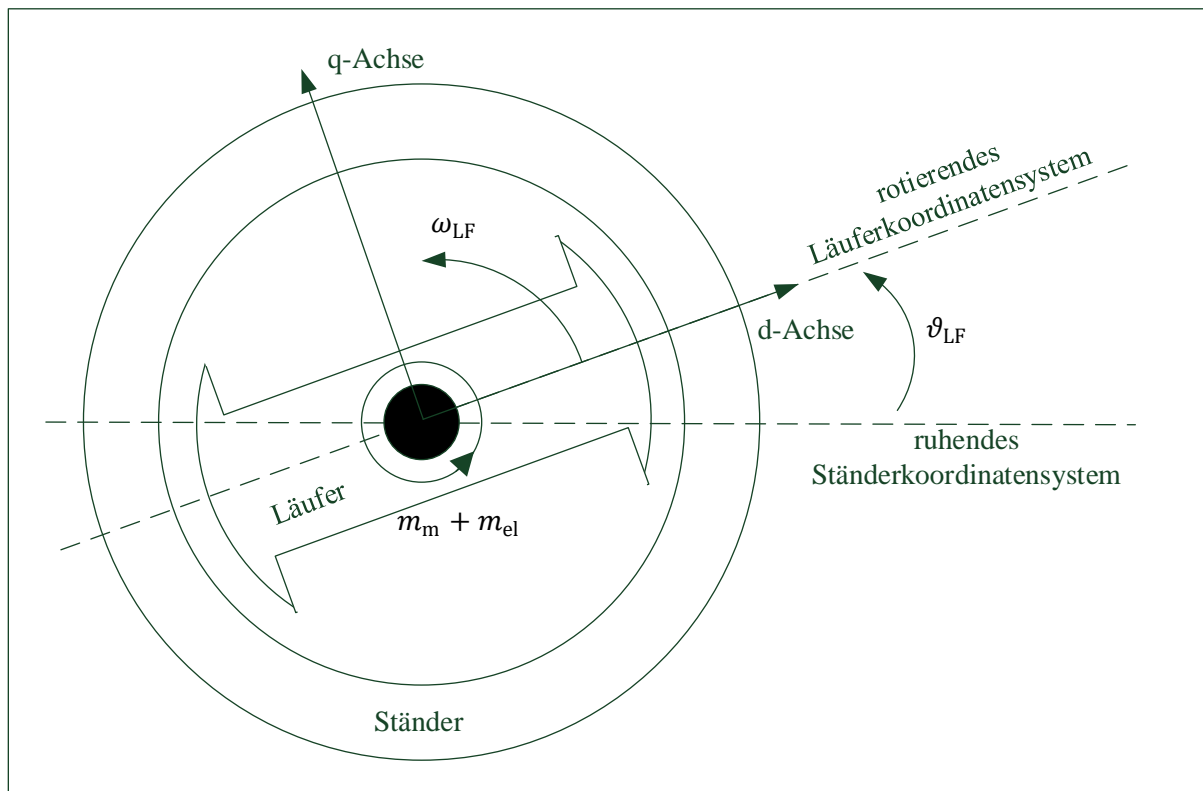 q-Achse
rotierendes
Läuferkoordinatensystem
ω_LF
d-Achse
ϑ_LF
ruhendes
Ständerkoordinatensystem
Läufer
m_m + m_el
Ständer